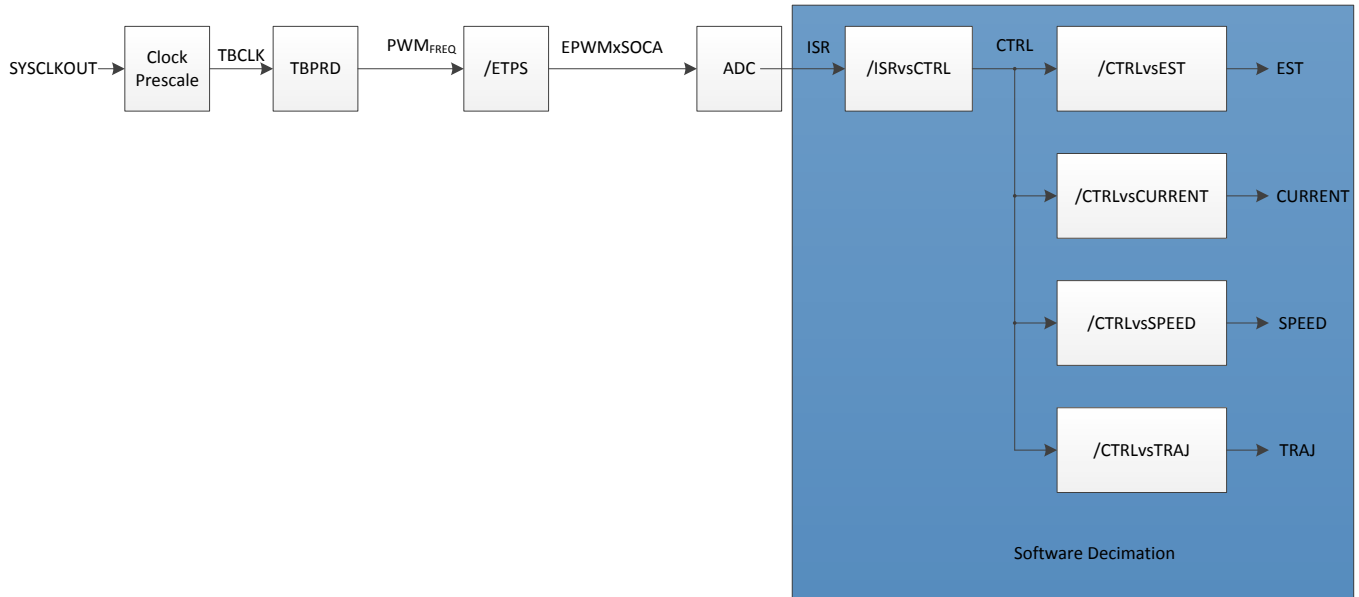 SYSCLKOUT
Clock
Prescale
TBCLK
TBPRD
PWMFREQ
/ETPS
EPWMxSOCA
ADC
ISR
/ISRvsCTRL
CTRL
/CTRLvsEST
EST
/CTRLvsCURRENT
CURRENT
/CTRLvsSPEED
SPEED
/CTRLvsTRAJ
TRAJ
Software Decimation